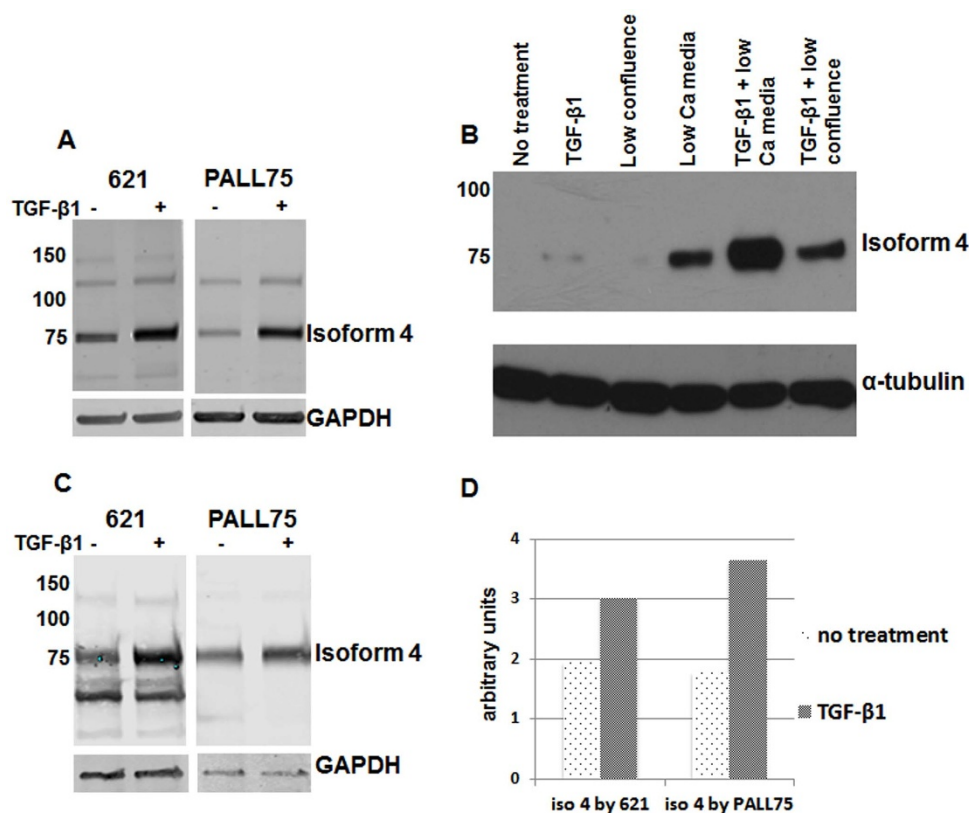 A
621 PALL75
TGF-β1 - + - +
150
100
75
Isoform 4
GAPDH
B
No treatment
TGF-β1
Low confluence
Low Ca media
TGF-β1 + low
Ca media
TGF-β1 + low
confluence
100
75
Isoform 4
α-tubulin
C
621 PALL75
TGF-β1 - + - +
150
100
75
Isoform 4
GAPDH
D
arbitrary units
4
3
2
1
0
iso 4 by 621 iso 4 by PALL75
no treatment
TGF-β1